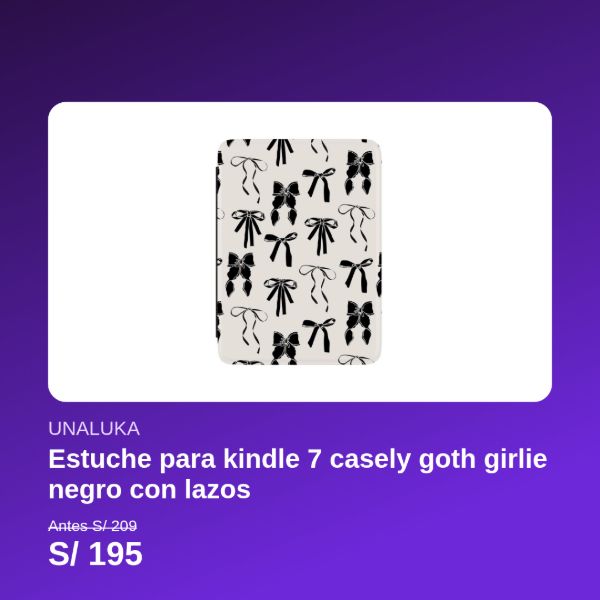 UNALUKA
Estuche para kindle 7 casely goth girlie
negro con lazos
Antes S/ 209
S/ 195